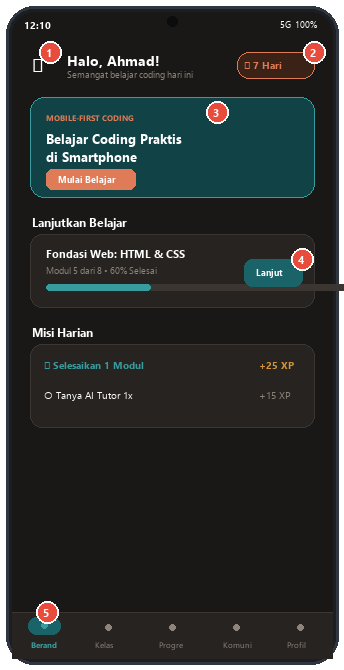 12:10
5G 100%
1
2
Halo, Ahmad!
Semangat belajar coding hari ini
7 Hari
3
MOBILE-FIRST CODING
Belajar Coding Praktis
di Smartphone
Mulai Belajar
Lanjutkan Belajar
4
Fondasi Web: HTML & CSS
Modul 5 dari 8 • 60% Selesai
Lanjut
Misi Harian
Selesaikan 1 Modul
+25 XP
Tanya AI Tutor 1x
+15 XP
5
Berand
Kelas
Progre
Komuni
Profil